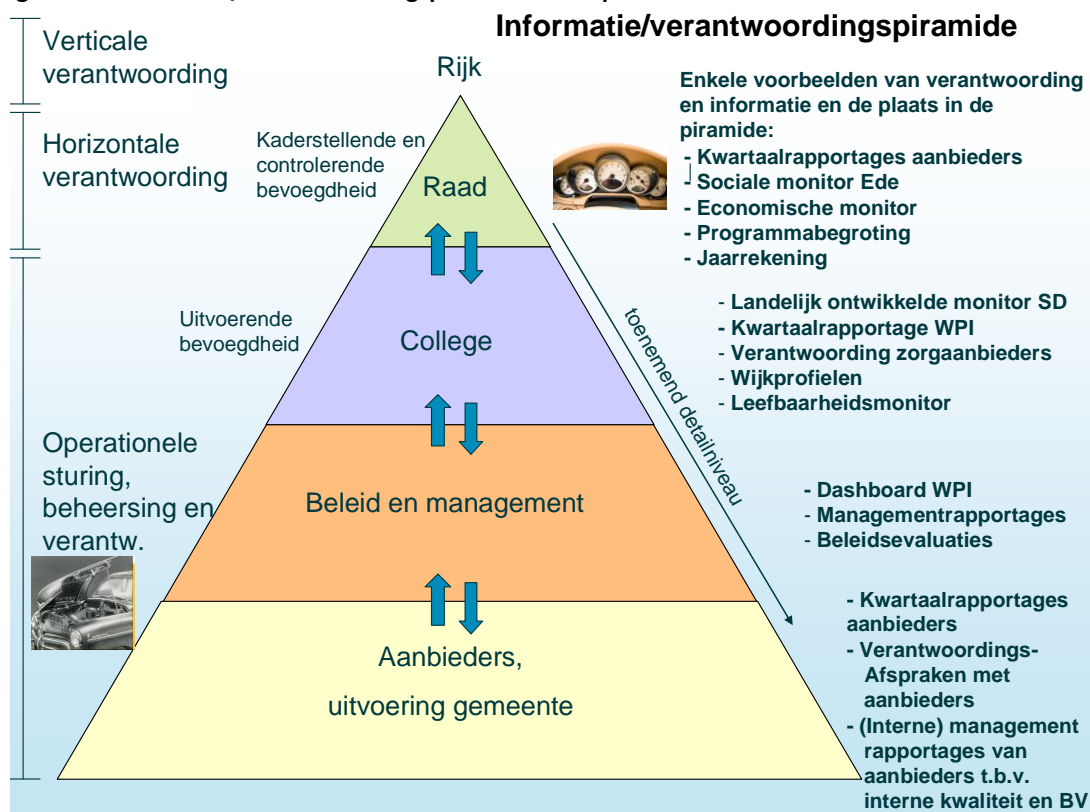 Informatie/verantwoordingspiramide
Verticale
verantwoording
Rijk
Horizontale
verantwoording
Kaderstellende en
controlerende
bevoegdheid
Raad
Enkele voorbeelden van verantwoording
en informatie en de plaats in de
piramide:
- Kwartaalrapportages aanbieders
- Sociale monitor Ede
- Economische monitor
- Programmabegroting
- Jaarrekening
Uitvoerende
bevoegdheid
College
toenemend detailniveau
- Landelijk ontwikkelde monitor SD
- Kwartaalrapportage WPI
- Verantwoording zorgaanbieders
- Wijkprofielen
- Leefbaarheidsmonitor
Operationele
sturing,
beheersing en
verantw.
Beleid en management
- Dashboard WPI
- Managementrapportages
- Beleidsevaluaties
Aanbieders,
uitvoering gemeente
- Kwartaalrapportages
aanbieders
- Verantwoordings-
Afspraken met
aanbieders
- (Interne) management
rapportages van
aanbieders t.b.v.
interne kwaliteit en BV